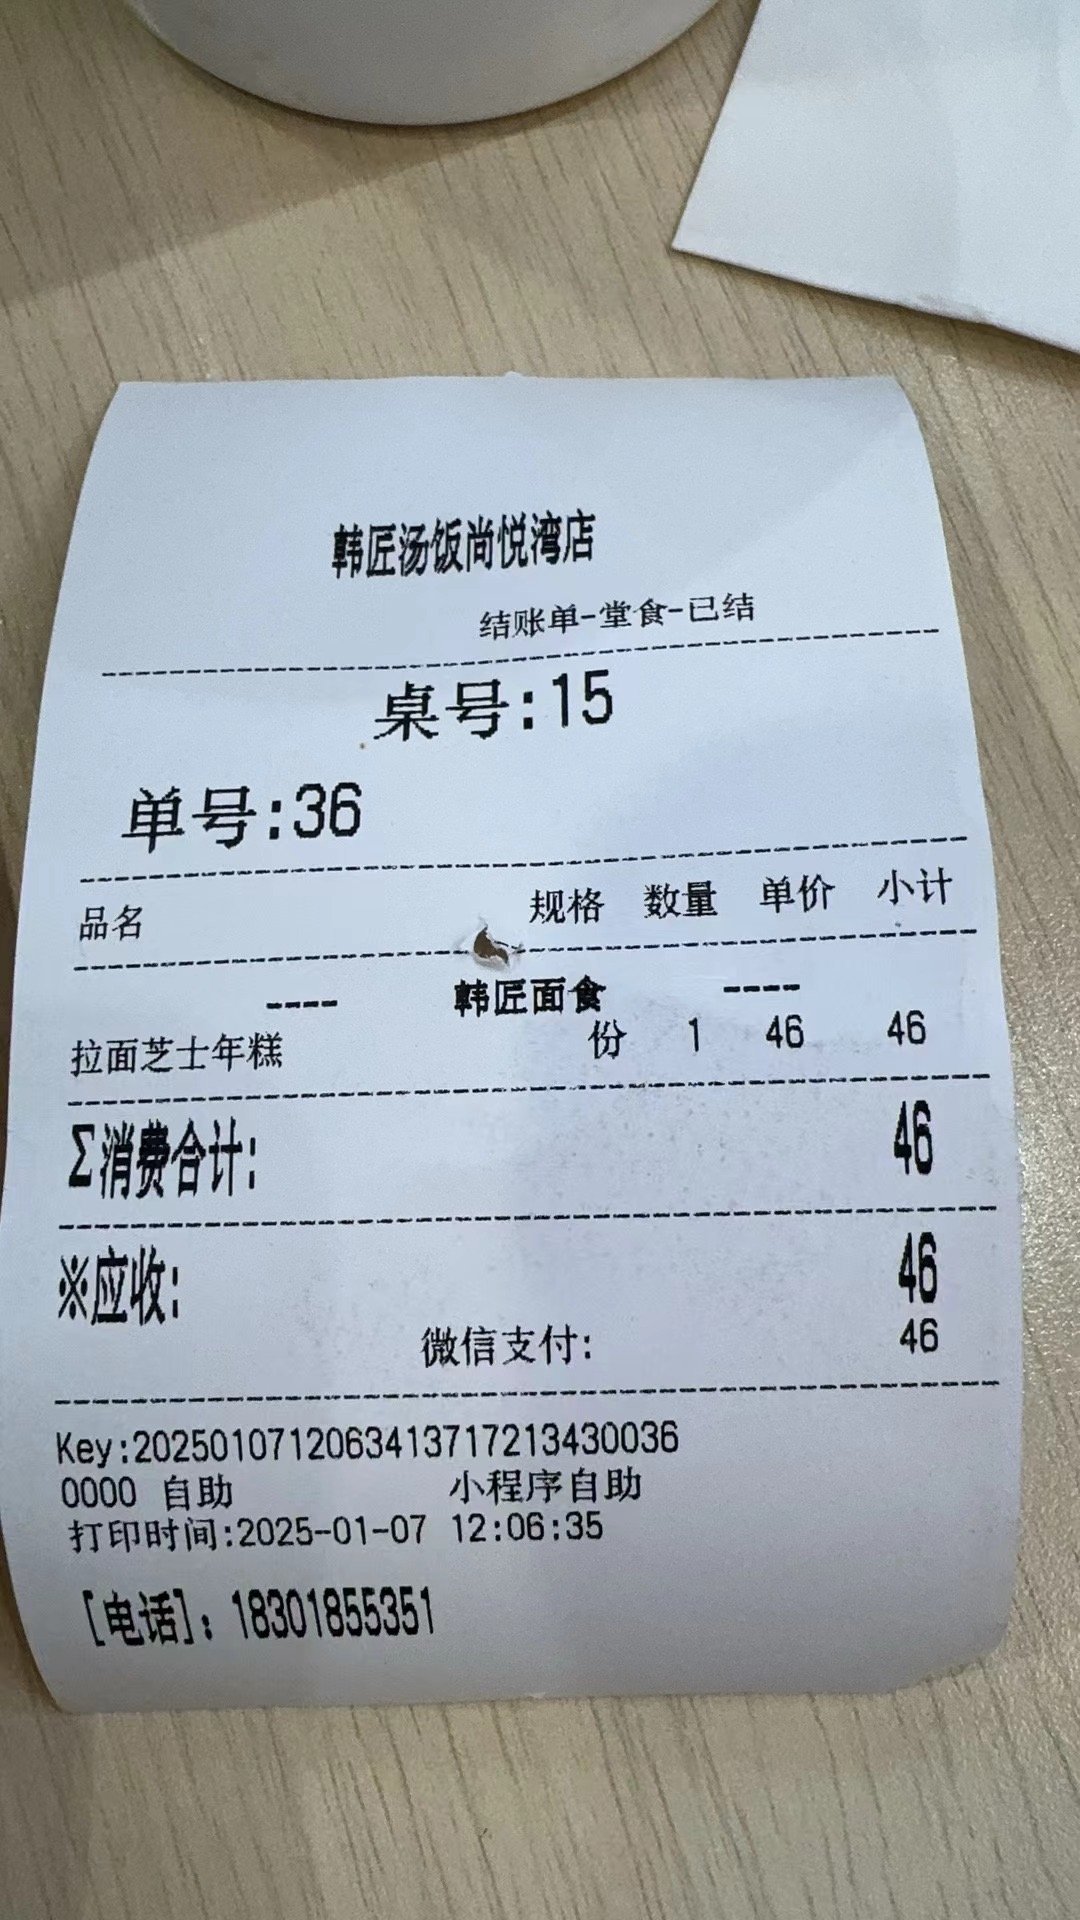 韩匠汤饭尚悦湾店
结账单-堂食-已结
桌号:15
单号:36
品名 规格 数量 单价 小计
---- 韩匠面食 ----
拉面芝士年糕 份 1 46 46
Σ消费合计: 46
※应收: 46
微信支付: 46
Key:20250107120634137172134300​36
0000 自助 小程序自助
打印时间:2025-01-07 12:06:35
[电话]: 18301855351